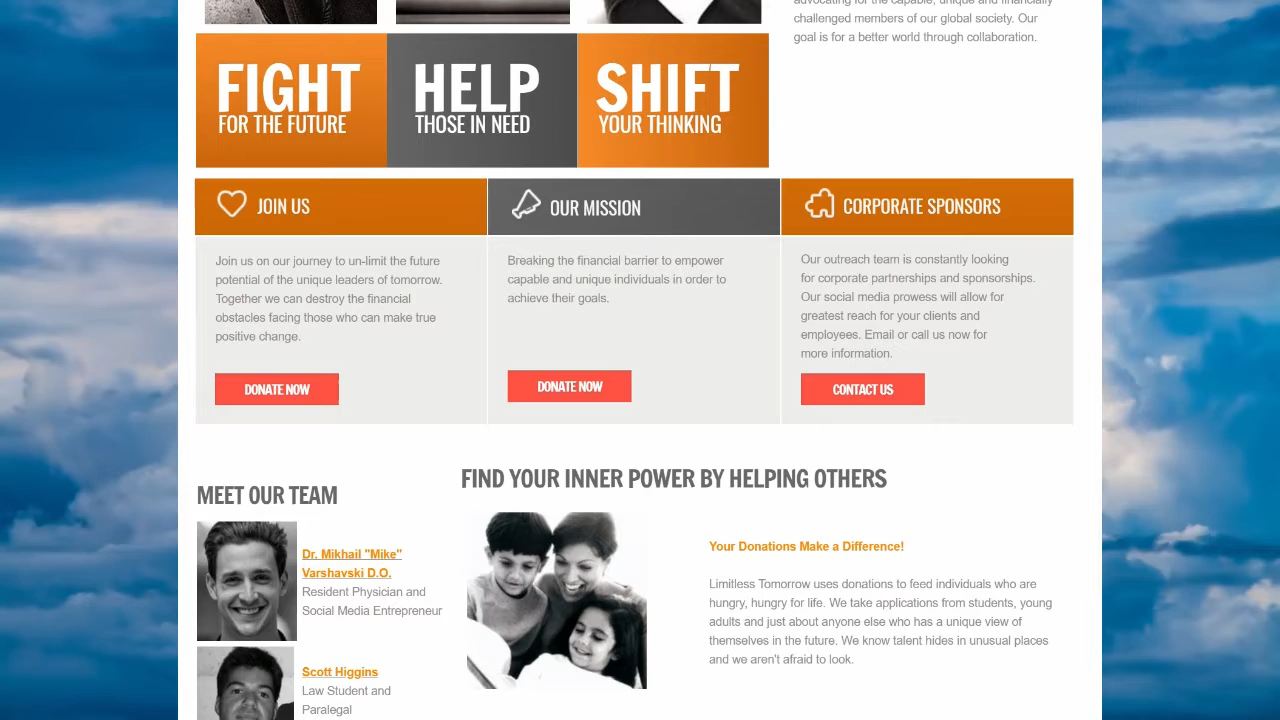 advocating for the capable, unique and financially
challenged members of our global society. Our
goal is for a better world through collaboration.
FIGHT
FOR THE FUTURE
HELP
THOSE IN NEED
SHIFT
YOUR THINKING
JOIN US
Join us on our journey to un-limit the future
potential of the unique leaders of tomorrow.
Together we can destroy the financial
obstacles facing those who can make true
positive change.
DONATE NOW
OUR MISSION
Breaking the financial barrier to empower
capable and unique individuals in order to
achieve their goals.
DONATE NOW
CORPORATE SPONSORS
Our outreach team is constantly looking
for corporate partnerships and sponsorships.
Our social media prowess will allow for
greatest reach for your clients and
employees. Email or call us now for
more information.
CONTACT US
MEET OUR TEAM
Dr. Mikhail "Mike"
Varshavski D.O.
Resident Physician and
Social Media Entrepreneur
Scott Higgins
Law Student and
Paralegal
FIND YOUR INNER POWER BY HELPING OTHERS
Your Donations Make a Difference!
Limitless Tomorrow uses donations to feed individuals who are
hungry, hungry for life. We take applications from students, young
adults and just about anyone else who has a unique view of
themselves in the future. We know talent hides in unusual places
and we aren't afraid to look.